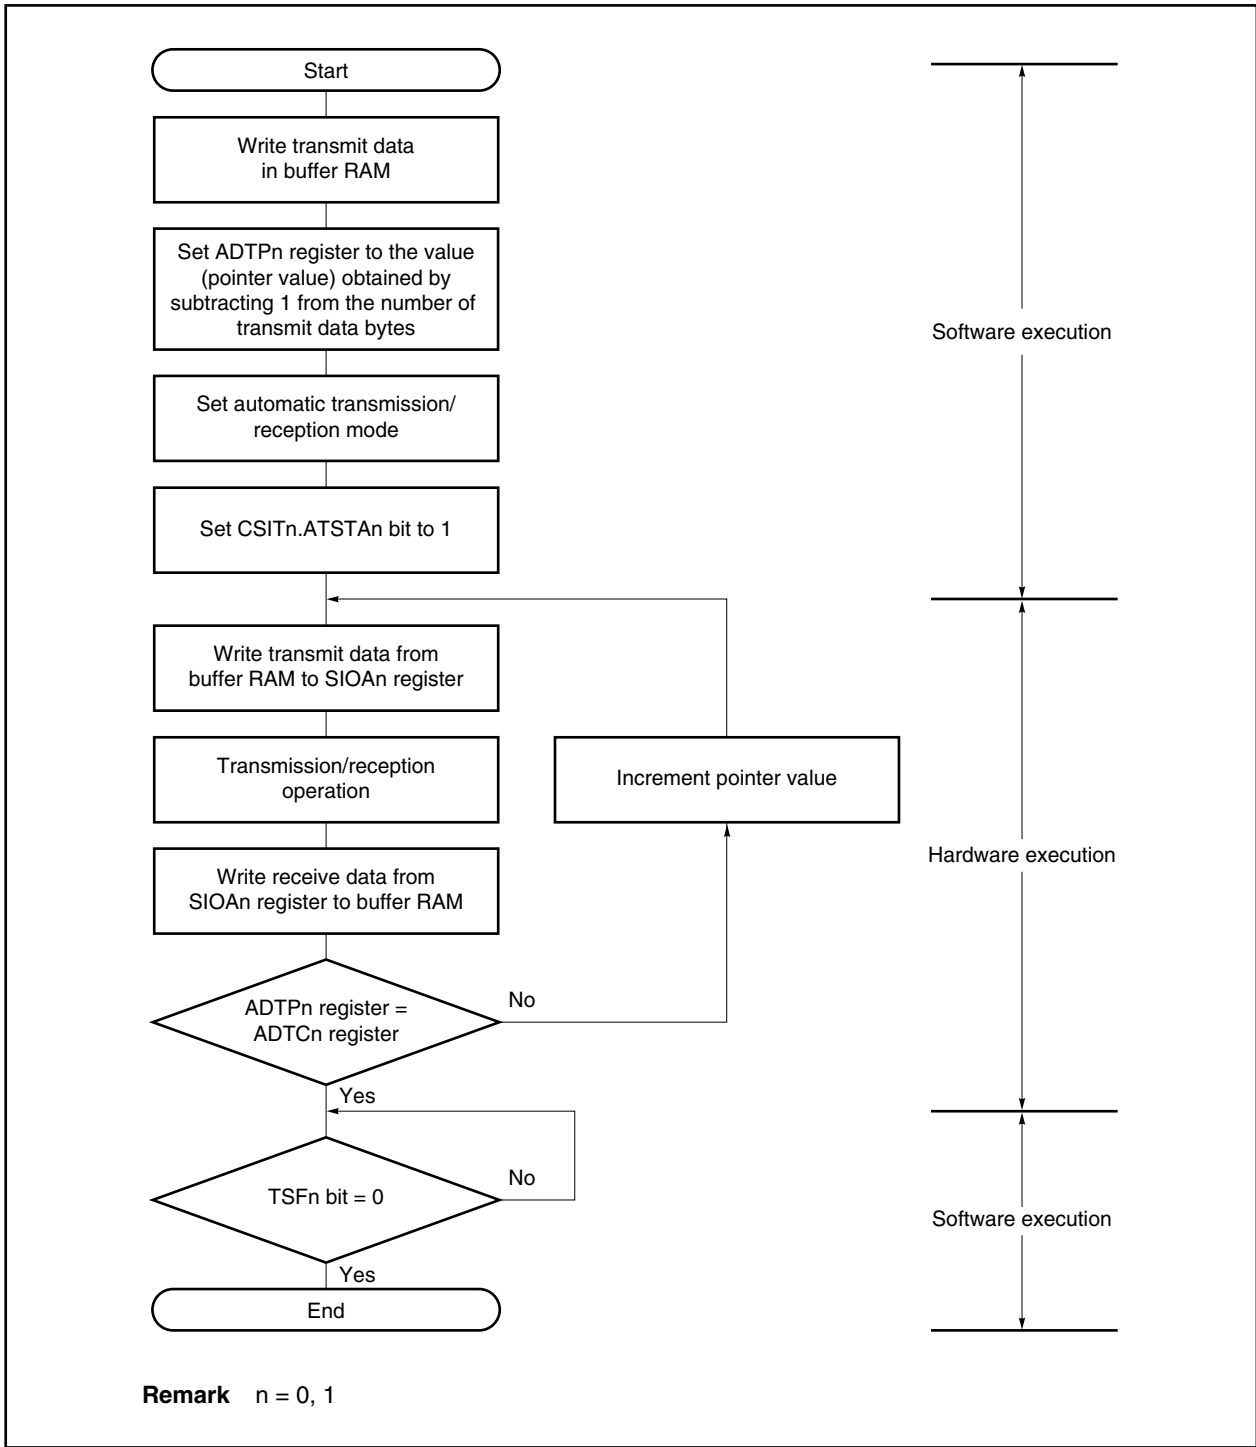 Start
Write transmit data
in buffer RAM
Set ADTPn register to the value
(pointer value) obtained by
subtracting 1 from the number of
transmit data bytes
Software execution
Set automatic transmission/
reception mode
Set CSITn.ATSTAn bit to 1
Write transmit data from
buffer RAM to SIOAn register
Transmission/reception
operation
Increment pointer value
Write receive data from
SIOAn register to buffer RAM
Hardware execution
ADTPn register =
ADTCn register
No
Yes
TSFn bit = 0
No
Software execution
Yes
End
Remark n = 0, 1